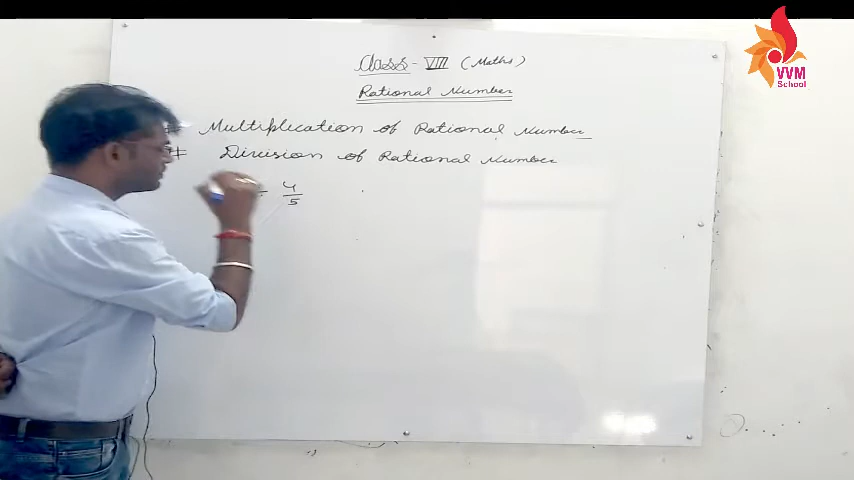 Class - VIII (Maths)
Rational Number
Multiplication of Rational Number
# Division of Rational Number
4
5
VVM
School